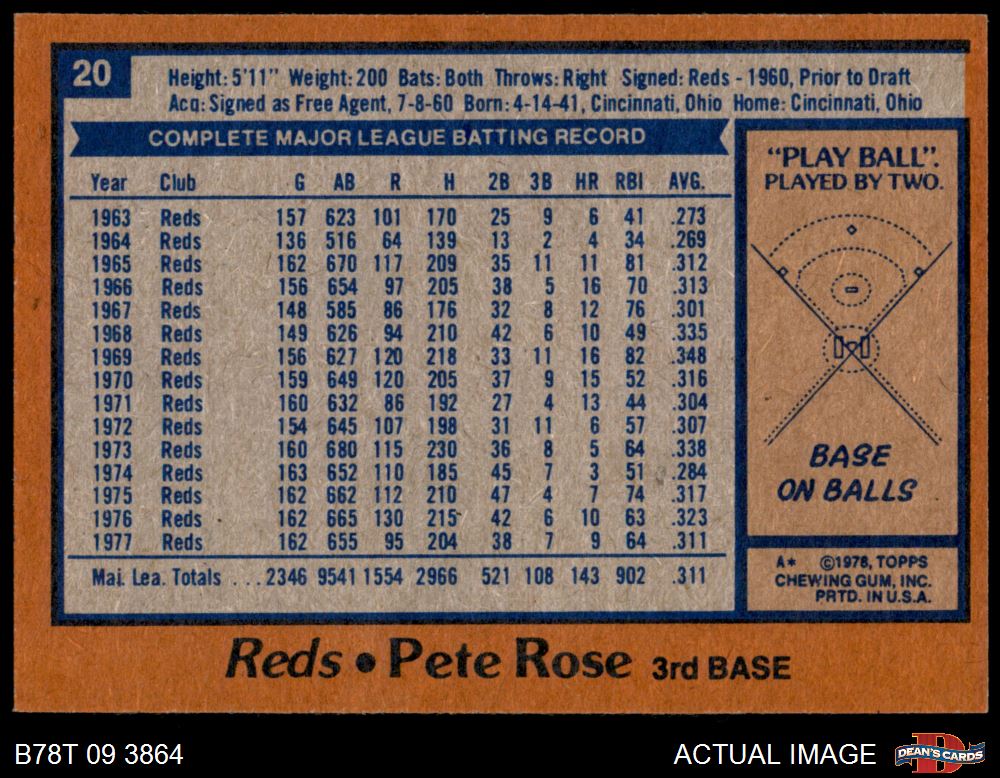 20
Height: 5'11" Weight: 200 Bats: Both Throws: Right Signed: Reds - 1960, Prior to Draft
Acq: Signed as Free Agent, 7-8-60 Born: 4-14-41, Cincinnati, Ohio Home: Cincinnati, Ohio
COMPLETE MAJOR LEAGUE BATTING RECORD
Year Club G AB R H 2B 3B HR RBI AVG.
1963 Reds 157 623 101 170 25 9 6 41 .273
1964 Reds 136 516 64 139 13 2 4 34 .269
1965 Reds 162 670 117 209 35 11 11 81 .312
1966 Reds 156 654 97 205 38 5 16 70 .313
1967 Reds 148 585 86 176 32 8 12 76 .301
1968 Reds 149 626 94 210 42 6 10 49 .335
1969 Reds 156 627 120 218 33 11 16 82 .348
1970 Reds 159 649 120 205 37 9 15 52 .316
1971 Reds 160 632 86 192 27 4 13 44 .304
1972 Reds 154 645 107 198 31 11 6 57 .307
1973 Reds 160 680 115 230 36 8 5 64 .338
1974 Reds 163 652 110 185 45 7 3 51 .284
1975 Reds 162 662 112 210 47 4 7 74 .317
1976 Reds 162 665 130 215 42 6 10 63 .323
1977 Reds 162 655 95 204 38 7 9 64 .311
Maj. Lea. Totals ... 2346 9541 1554 2966 521 108 143 902 .311
"PLAY BALL".
PLAYED BY TWO.
BASE
ON BALLS
A* ©1978, TOPPS
CHEWING GUM, INC.
PRTD. IN U.S.A.
Reds • Pete Rose 3rd BASE
B78T 09 3864
ACTUAL IMAGE
D
DEAN'S CARDS